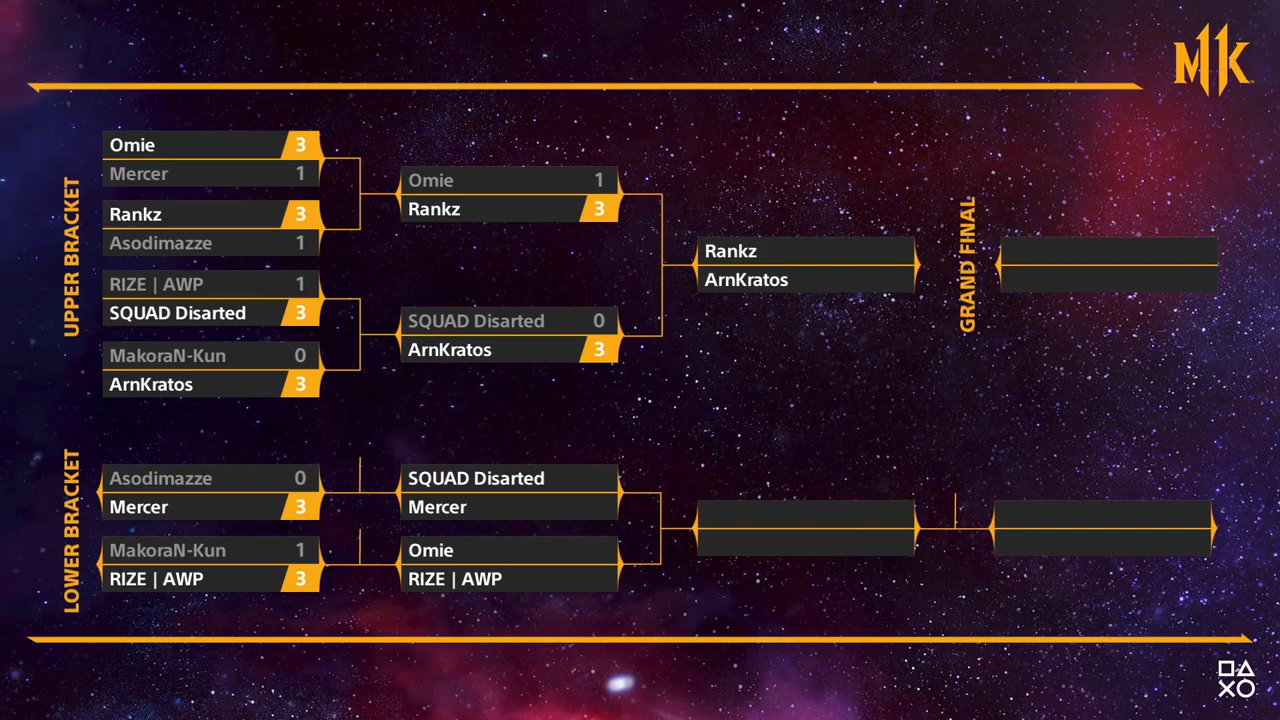 MK
UPPER BRACKET
Omie 3
Mercer 1
Rankz 3
Asodimazze 1
RIZE | AWP 1
SQUAD Disarted 3
MakoraN-Kun 0
ArnKratos 3
Omie 1
Rankz 3
SQUAD Disarted 0
ArnKratos 3
Rankz
ArnKratos
GRAND FINAL
LOWER BRACKET
Asodimazze 0
Mercer 3
MakoraN-Kun 1
RIZE | AWP 3
SQUAD Disarted
Mercer
Omie
RIZE | AWP